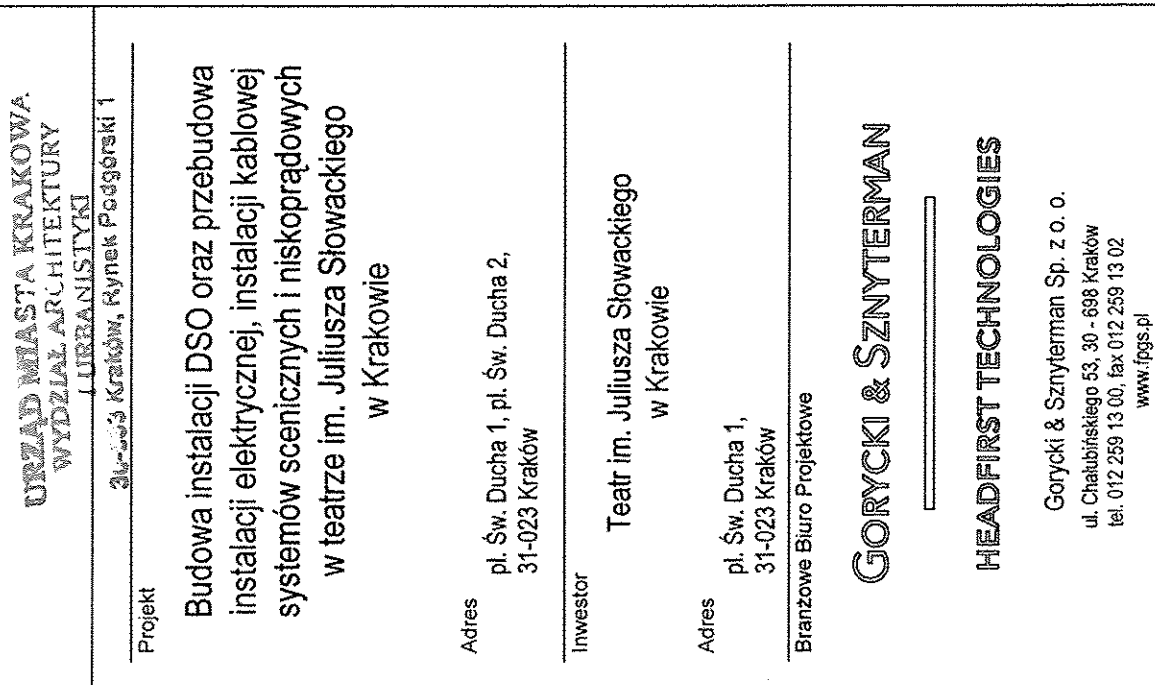 URZĄD MIASTA KRAKOWA
WYDZIAŁ ARCHITEKTURY
I URBANISTYKI
Kraków, Rynek Podgórski 1
Projekt
Budowa instalacji DSO oraz przebudowa
instalacji elektrycznej, instalacji kablowej
systemów scenicznych i niskoprądowych
w teatrze im. Juliusza Słowackiego
w Krakowie
Adres
pl. Św. Ducha 1, pl. Św. Ducha 2,
31-023 Kraków
Inwestor
Teatr im. Juliusza Słowackiego
w Krakowie
Adres
pl. Św. Ducha 1,
31-023 Kraków
Branżowe Biuro Projektowe
GORYCKI & SZNYTERMAN
HEADFIRST TECHNOLOGIES
Gorycki & Sznyterman Sp. z o. o.
ul. Chałubińskiego 53, 30 - 698 Kraków
tel. 012 259 13 00, fax 012 259 13 02
www.fpgs.pl